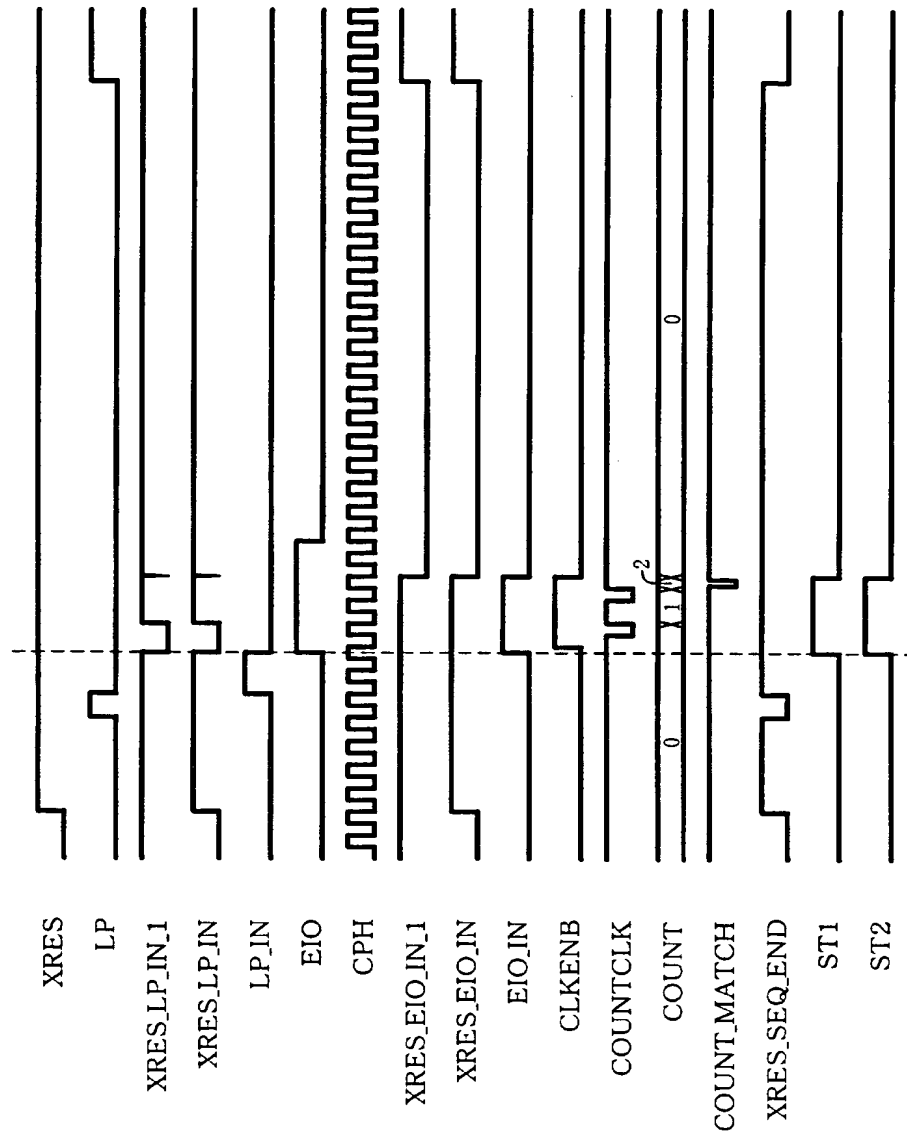 XRES
LP
XRES_LP_IN_1
XRES_LP_IN
LP_IN
EIO
CPH
XRES_EIO_IN_1
XRES_EIO_IN
EIO_IN
CLKENB
COUNTCLK
COUNT
0
1
2
0
COUNT_MATCH
XRES_SEQ_END
ST1
ST2